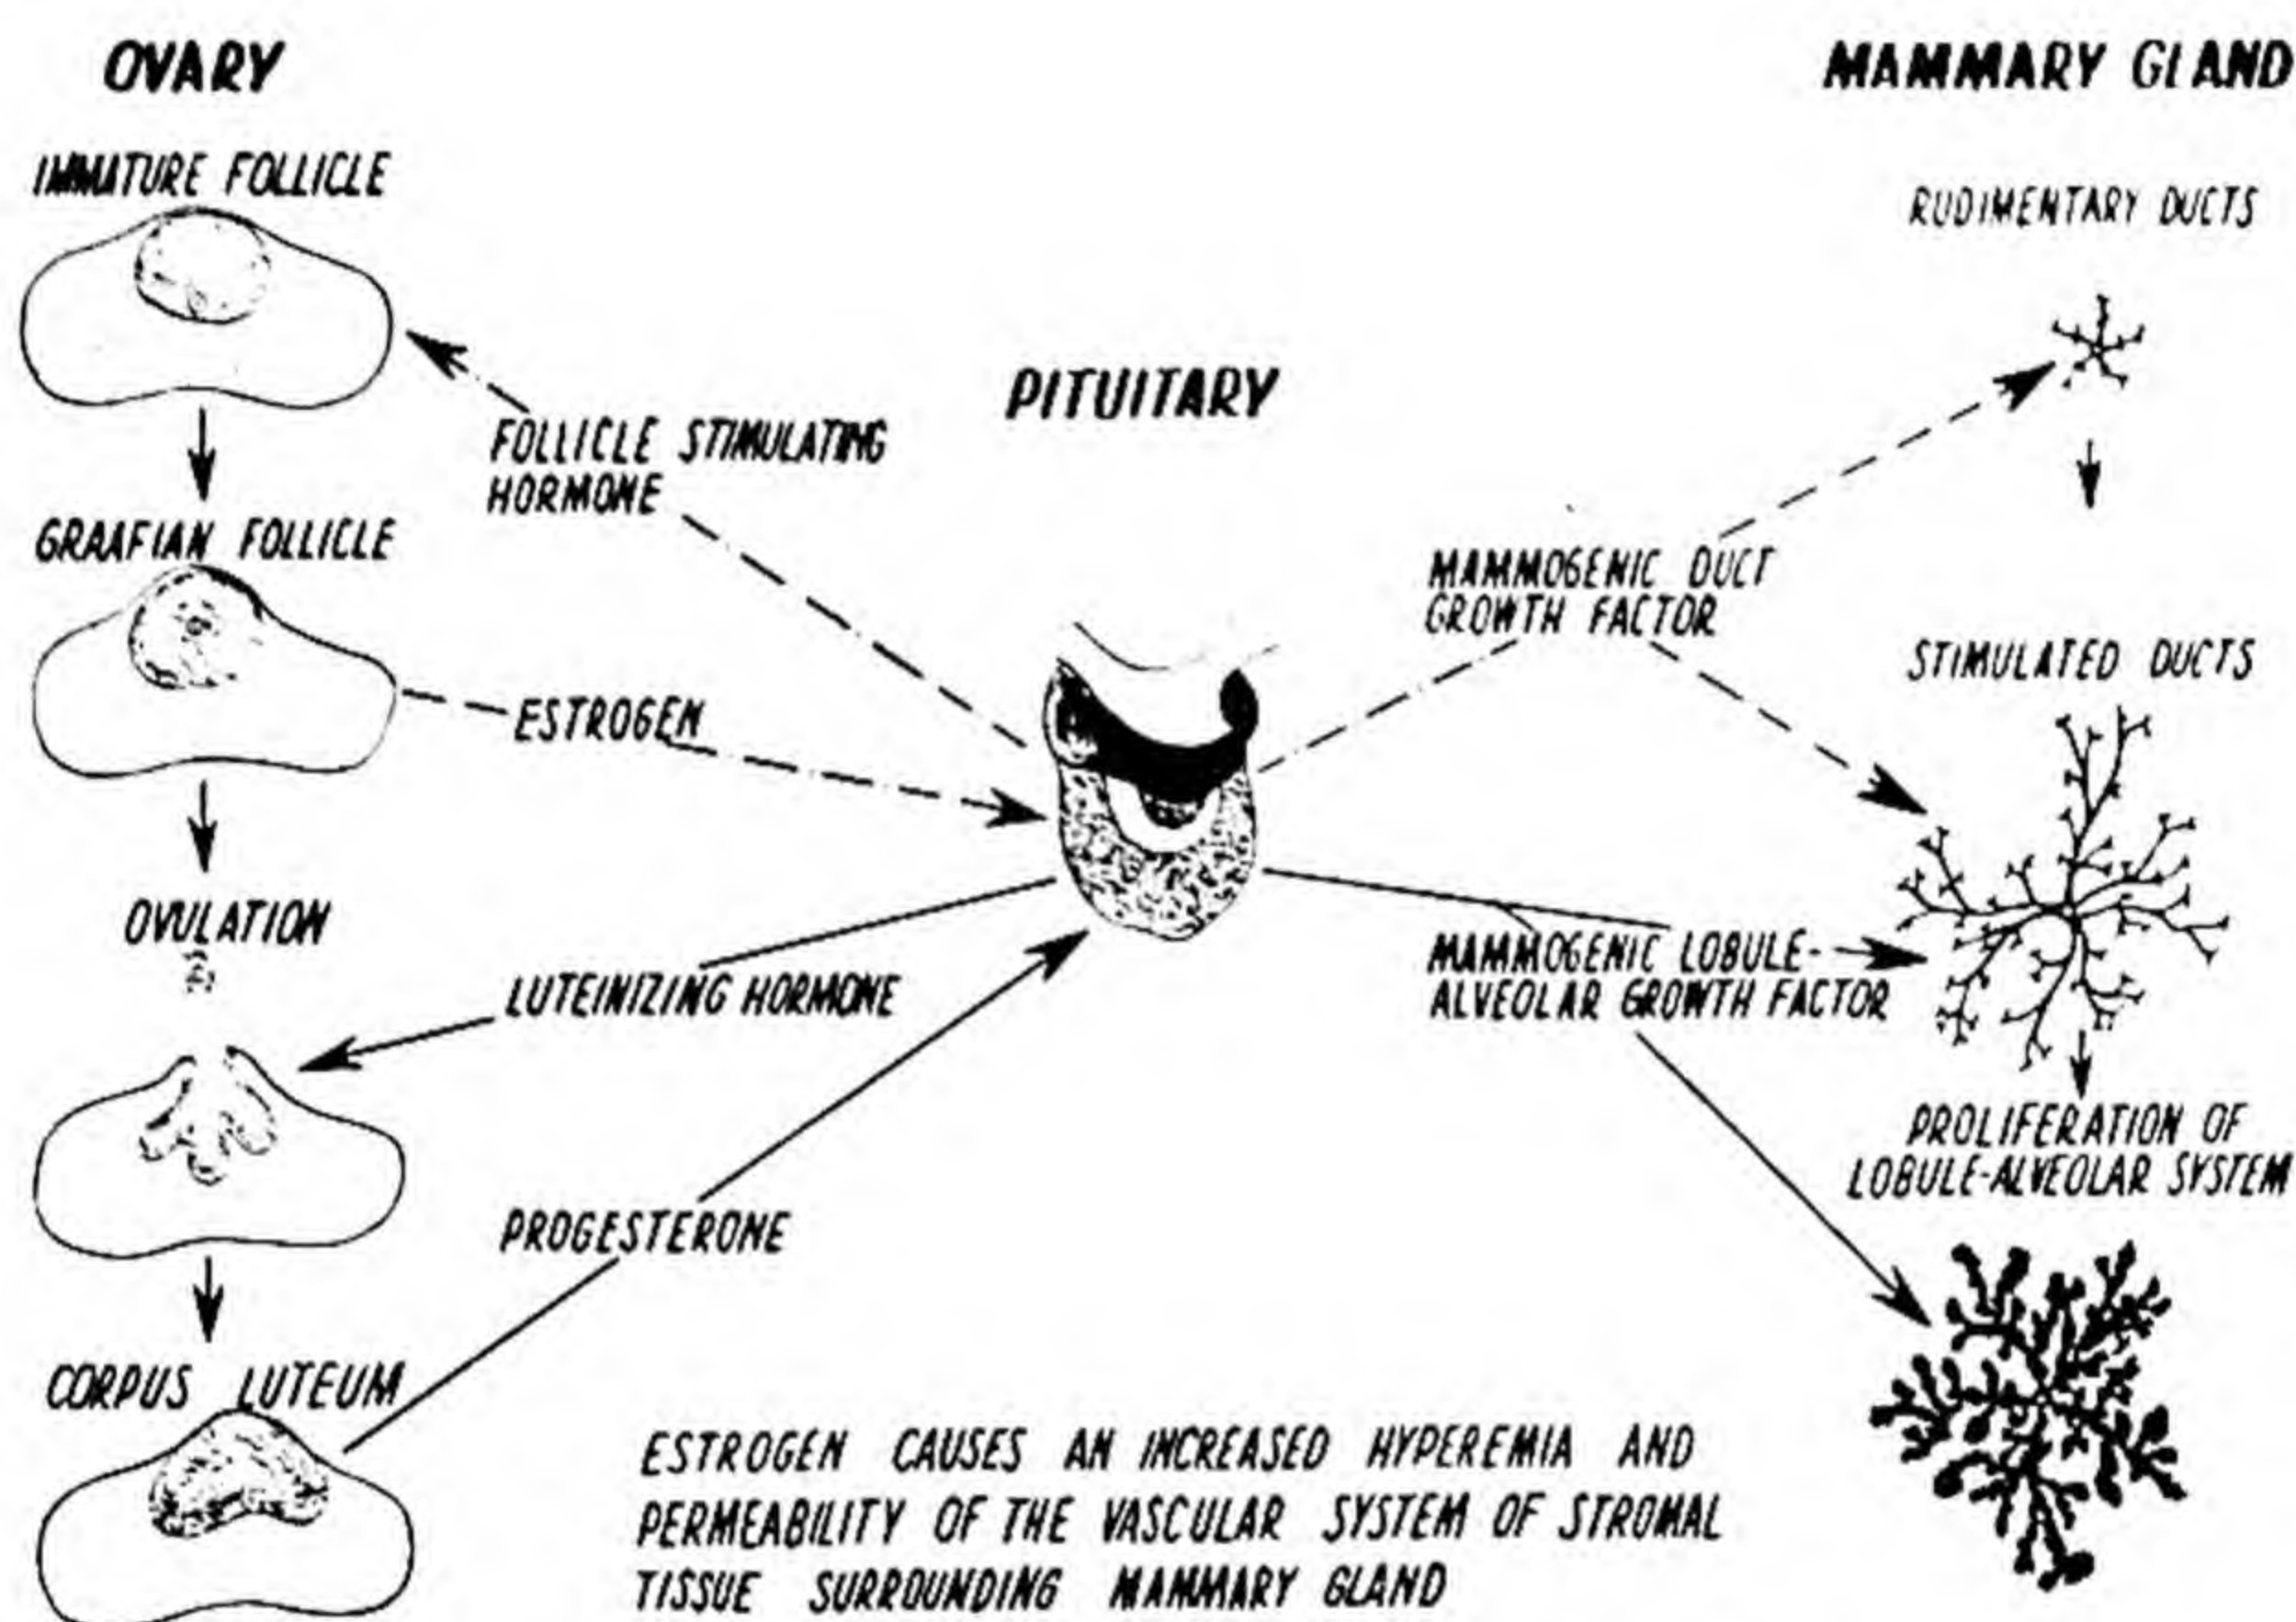 OVARY
IMMATURE FOLLICLE
GRAAFIAN FOLLICLE
OVULATION
CORPUS LUTEUM
FOLLICLE STIMULATING
HORMONE
ESTROGEN
LUTEINIZING HORMONE
PROGESTERONE
PITUITARY
MAMMOGENIC DUCT
GROWTH FACTOR
MAMMOGENIC LOBULE-
ALVEOLAR GROWTH FACTOR
MAMMARY GLAND
RUDIMENTARY DUCTS
STIMULATED DUCTS
PROLIFERATION OF
LOBULE-ALVEOLAR SYSTEM
ESTROGEN CAUSES AN INCREASED HYPEREMIA AND
PERMEABILITY OF THE VASCULAR SYSTEM OF STROMAL
TISSUE SURROUNDING MAMMARY GLAND